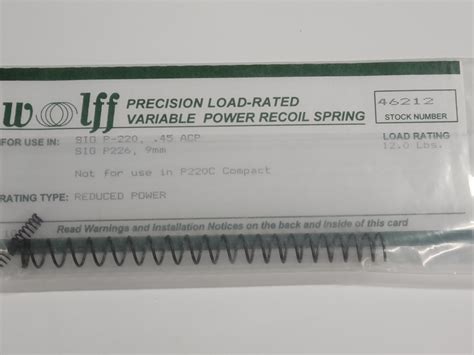 wolff PRECISION LOAD-RATED
VARIABLE POWER RECOIL SPRING
46212
STOCK NUMBER
FOR USE IN: SIG P-220, .45 ACP
SIG P226, 9mm
LOAD RATING
12.0 Lbs.
Not for use in P220C Compact
RATING TYPE: REDUCED POWER
Read Warnings and Installation Notices on the back and inside of this card